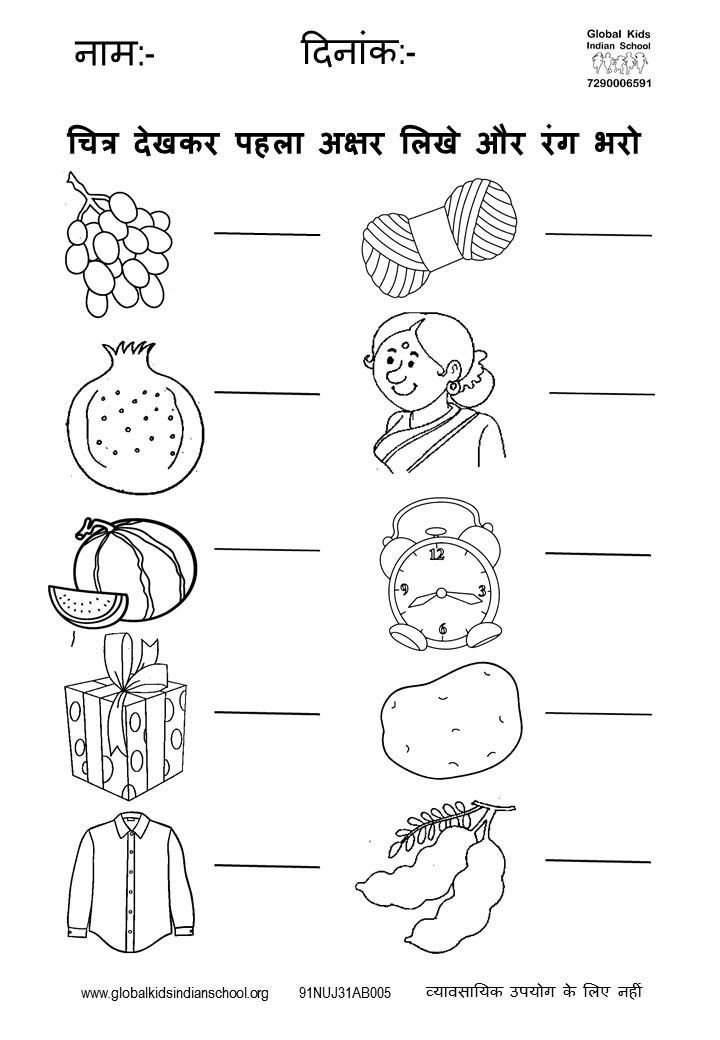 नाम:-
दिनांक:-
Global Kids
Indian School
7290006591
चित्र देखकर पहला अक्षर लिखे और रंग भरो
12
9
3
6
www.globalkidsindianschool.org
91NUJ31AB005
व्यावसायिक उपयोग के लिए नहीं